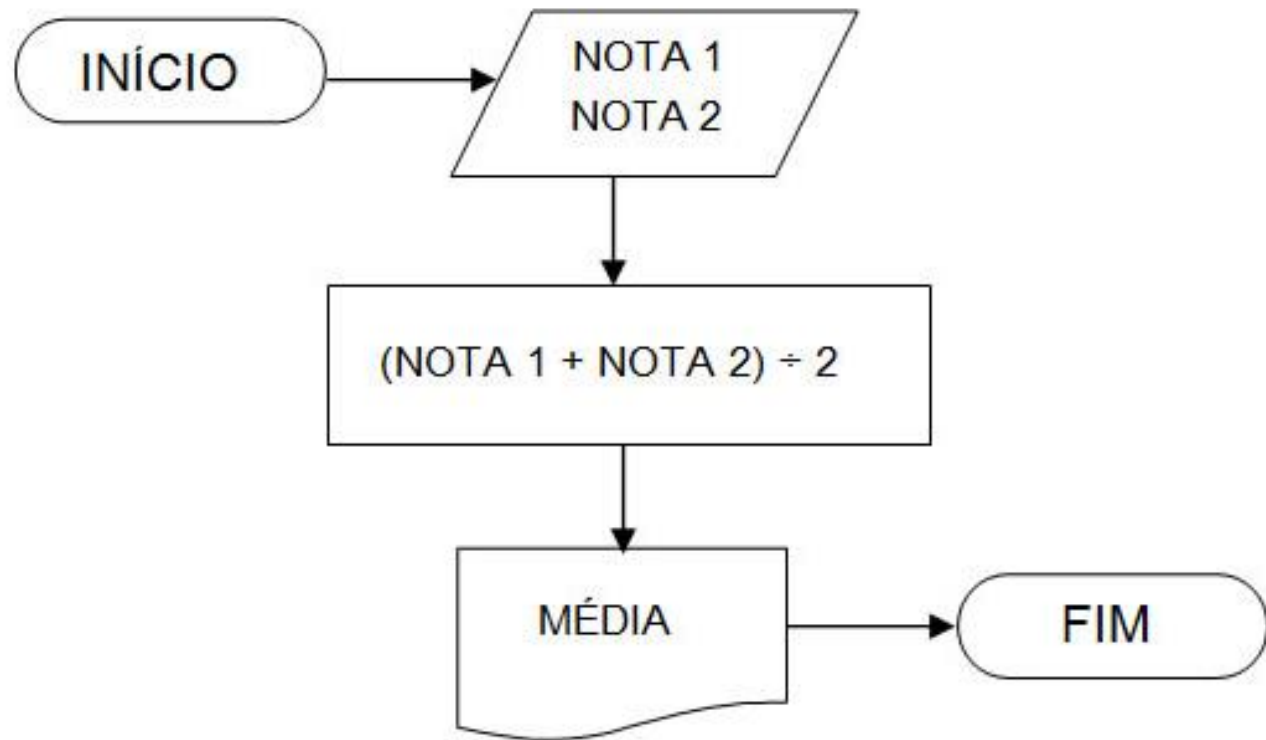 INÍCIO
NOTA 1
NOTA 2
(NOTA 1 + NOTA 2) ÷ 2
MÉDIA
FIM